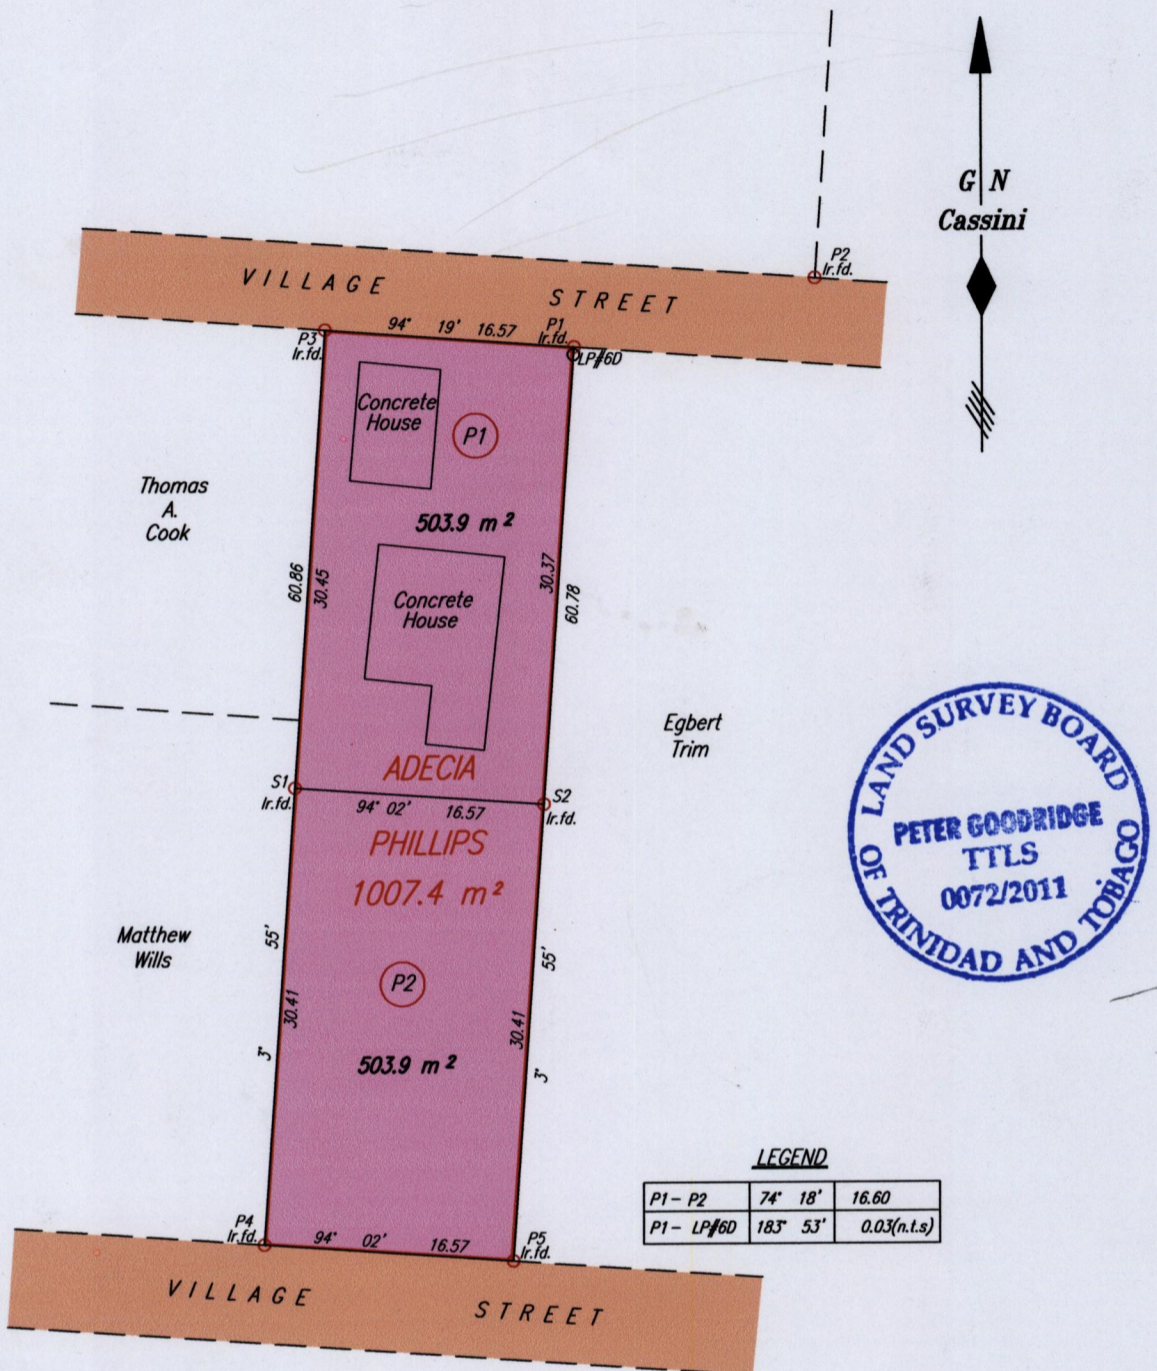 G N
Cassini
P2
Ir.fd.
VILLAGE STREET
P3
Ir.fd.
94° 19' 16.57
P1
Ir.fd.
LP#6D
Concrete
House
P1
Thomas
A.
Cook
503.9 m²
60.86
30.45
30.37
60.78
Concrete
House
Egbert
Trim
ADECIA
S1
Ir.fd.
94° 02' 16.57
S2
Ir.fd.
PHILLIPS
1007.4 m²
LAND SURVEY BOARD
OF TRINIDAD AND TOBAGO
PETER GOODRIDGE
TTLS
0072/2011
Matthew
Wills
3° 55'
30.41
P2
30.41
3° 55'
503.9 m²
LEGEND
P1- P2 74° 18' 16.60
P1- LP#6D 183° 53' 0.03(n.t.s)
P4
Ir.fd.
94° 02' 16.57
P5
Ir.fd.
VILLAGE STREET